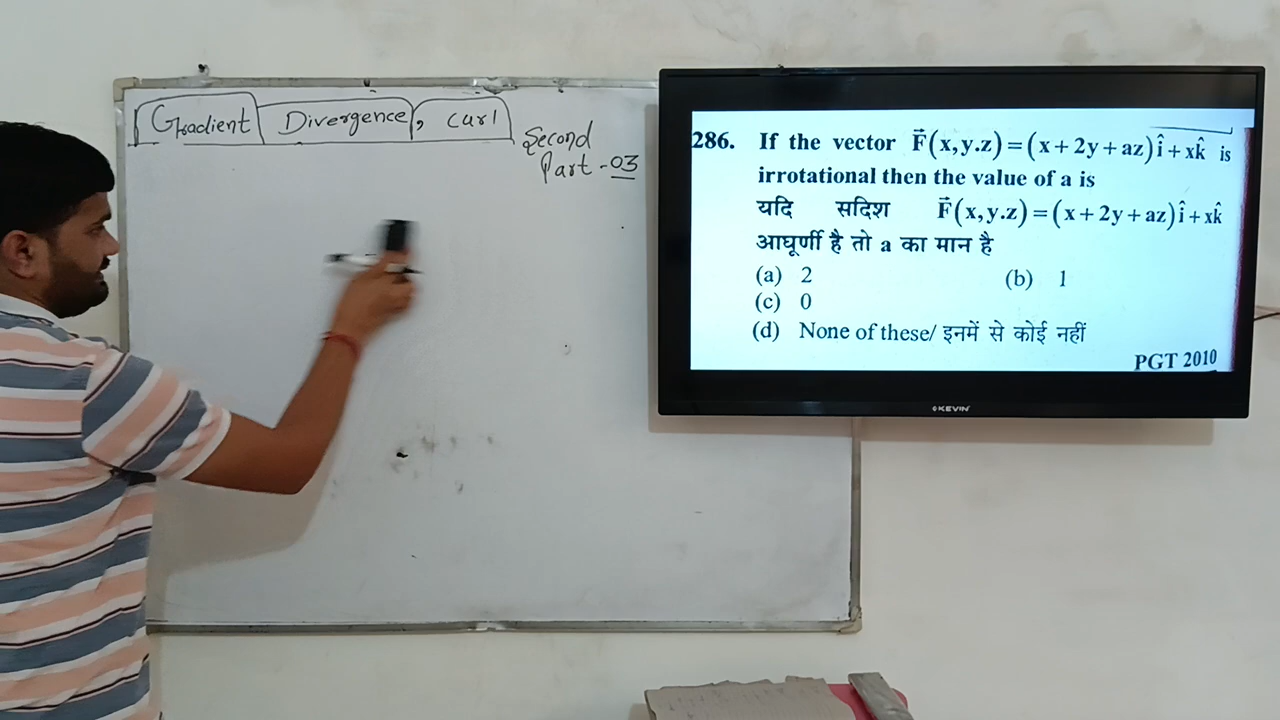 Gradient Divergence, curl
Second
Part - 03
286. If the vector F⃗(x,y.z)=(x+2y+az)î+xk̂ is
irrotational then the value of a is
यदि सदिश F⃗(x,y.z)=(x+2y+az)î+xk̂
आघूर्णी है तो a का मान है
(a) 2 (b) 1
(c) 0
(d) None of these/ इनमें से कोई नहीं
PGT 2010
KEVIN